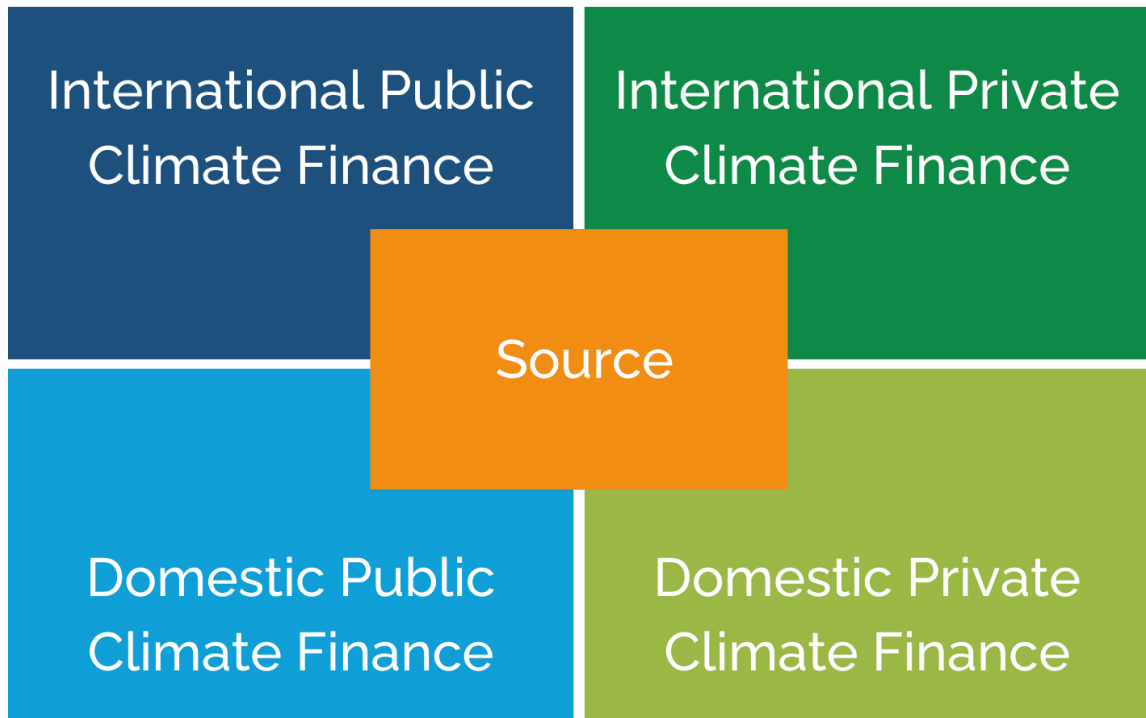 International Public
Climate Finance
International Private
Climate Finance
Source
Domestic Public
Climate Finance
Domestic Private
Climate Finance